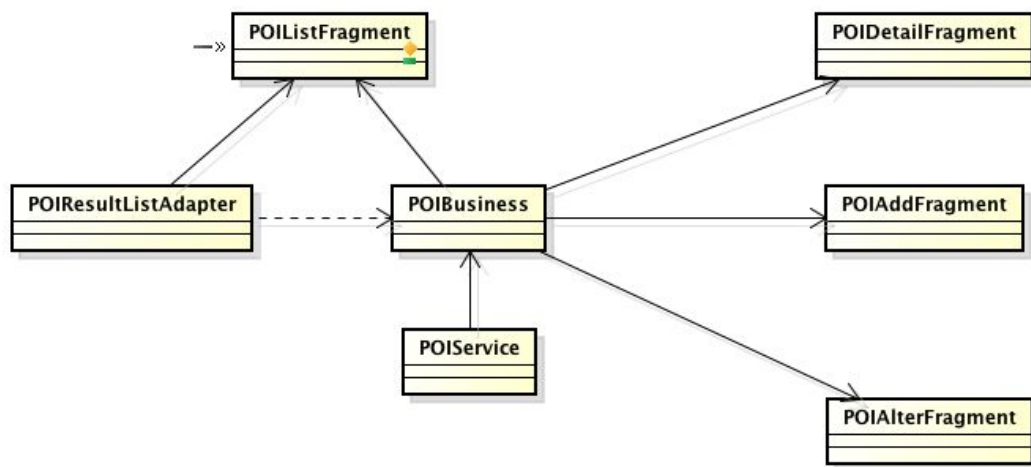 POIListFragment
POIDetailFragment
POIResultListAdapter
POIBusiness
POIAddFragment
POIService
POIAlterFragment